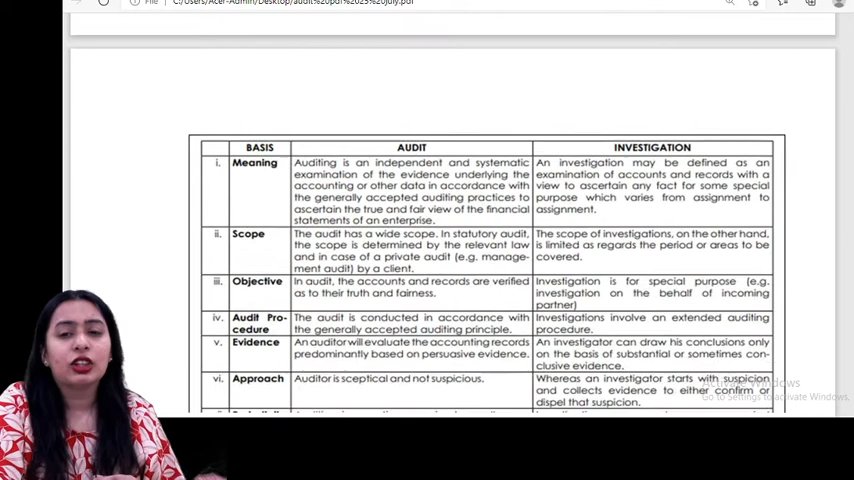 File C:/Users/Acer-Admin/Desktop/audit%20pdf%2025%20july.pdf
BASIS AUDIT INVESTIGATION
i. Meaning Auditing is an independent and systematic An investigation may be defined as an
examination of the evidence underlying the examination of accounts and records with a
accounting or other data in accordance with view to ascertain any fact for some special
the generally accepted auditing practices to purpose which varies from assignment to
ascertain the true and fair view of the financial assignment.
statements of an enterprise.
ii. Scope The audit has a wide scope. In statutory audit, The scope of investigations, on the other hand,
the scope is determined by the relevant law is limited as regards the period or areas to be
and in case of a private audit (e.g. manage- covered.
ment audit) by a client.
iii. Objective In audit, the accounts and records are verified Investigation is for special purpose (e.g.
as to their truth and fairness. investigation on the behalf of incoming
partner)
iv. Audit Pro- The audit is conducted in accordance with Investigations involve an extended auditing
cedure the generally accepted auditing principle. procedure.
v. Evidence An auditor will evaluate the accounting records An investigator can draw his conclusions only
predominantly based on persuasive evidence. on the basis of substantial or sometimes con-
clusive evidence.
vi. Approach Auditor is sceptical and not suspicious. Whereas an investigator starts with suspicion
and collects evidence to either confirm or
dispel that suspicion.
Activate Windows
Go to Settings to activate Windows.